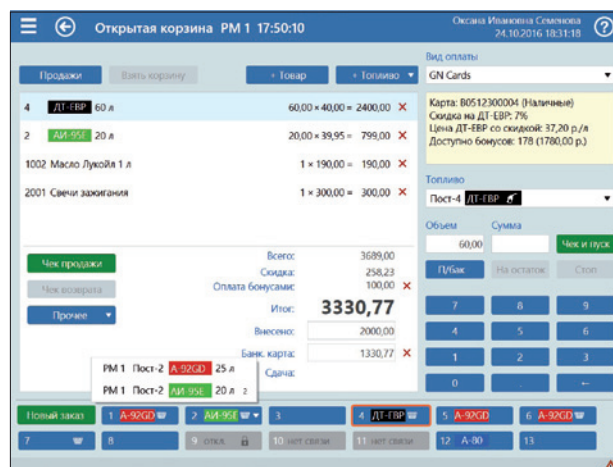 Открытая корзина РМ 1 17:50:10
Оксана Ивановна Семенова
24.10.2016 18:31:18
Продажи
Взять корзину
+ Товар
+ Топливо
4 ДТ-ЕВР 60 л 60,00 × 40,00 = 2400,00
2 АИ-95Е 20 л 20,00 × 39,95 = 799,00
1002 Масло Лукойл 1 л 1 × 190,00 = 190,00
2001 Свечи зажигания 1 × 300,00 = 300,00
Вид оплаты
GN Cards
Карта: B0512300004 (Наличные)
Скидка на ДТ-ЕВР: 7%
Цена ДТ-ЕВР со скидкой: 37,20 р./л
Доступно бонусов: 178 (1780,00 р.)
Топливо
Пост-4 ДТ-ЕВР
Объем Сумма
60,00
Чек и пуск
П/бак
На остаток
Стоп
7 8 9
4 5 6
1 2 3
0 . ←
Чек продажи
Чек возврата
Прочее
Всего: 3689,00
Скидка: 258,23
Оплата бонусами: 100,00
Итог: 3330,77
Внесено: 2000,00
Банк. карта: 1330,77
Сдача:
РМ 1 Пост-2 А-92GD 25 л
РМ 1 Пост-2 АИ-95Е 20 л 2
Новый заказ
1 А-92GD
2 АИ-95Е
3
4 ДТ-ЕВР
5 А-92GD
6 А-92GD
7
8
9 откл.
10 нет связи
11 нет связи
12 А-80
13